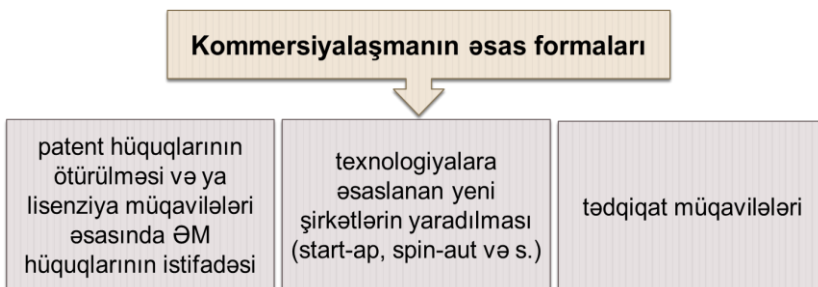 Kommersiyalaşmanın əsas formaları
patent hüquqlarının
ötürülməsi və ya
lisenziya müqavilələri
əsasında ƏM
hüquqlarının istifadəsi
texnologiyalara
əsaslanan yeni
şirkətlərin yaradılması
(start-ap, spin-aut və s.)
tədqiqat müqavilələri